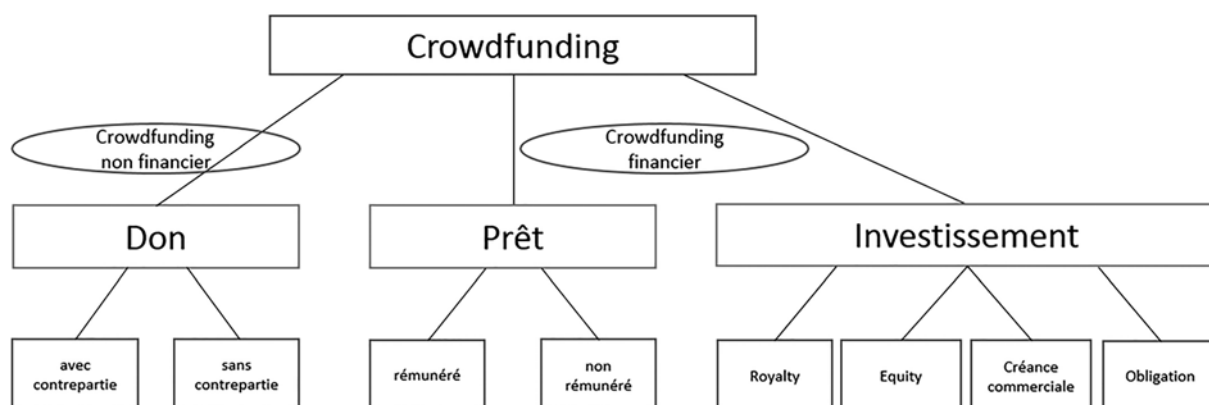 Crowdfunding
Crowdfunding
non financier
Crowdfunding
financier
Don
Prêt
Investissement
avec
contrepartie
sans
contrepartie
rémunéré
non
rémunéré
Royalty
Equity
Créance
commerciale
Obligation